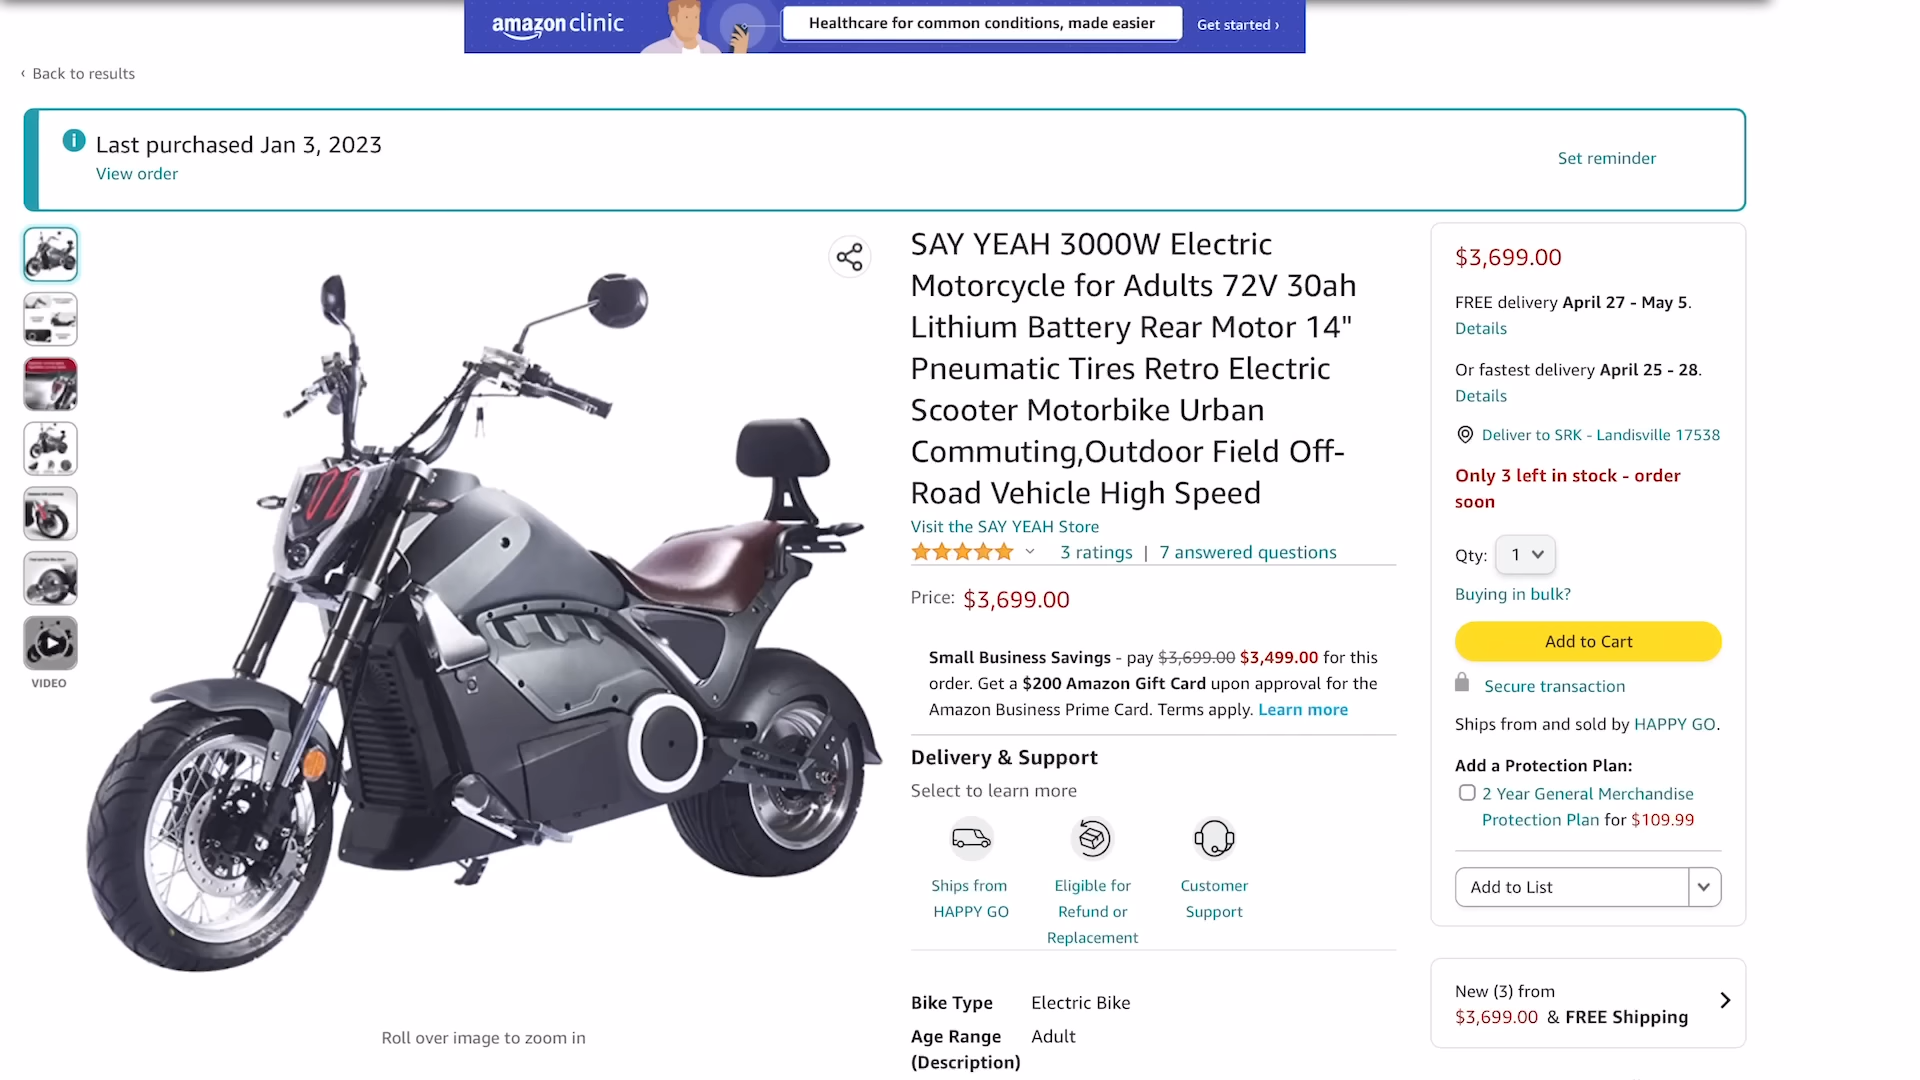 amazon clinic
Healthcare for common conditions, made easier
Get started ›
‹ Back to results
Last purchased Jan 3, 2023
View order
Set reminder
VIDEO
Roll over image to zoom in
SAY YEAH 3000W Electric
Motorcycle for Adults 72V 30ah
Lithium Battery Rear Motor 14"
Pneumatic Tires Retro Electric
Scooter Motorbike Urban
Commuting,Outdoor Field Off-
Road Vehicle High Speed
Visit the SAY YEAH Store
3 ratings | 7 answered questions
Price: $3,699.00
Small Business Savings - pay $3,699.00 $3,499.00 for this
order. Get a $200 Amazon Gift Card upon approval for the
Amazon Business Prime Card. Terms apply. Learn more
Delivery & Support
Select to learn more
Ships from
HAPPY GO
Eligible for
Refund or
Replacement
Customer
Support
Bike Type Electric Bike
Age Range Adult
(Description)
$3,699.00
FREE delivery April 27 - May 5.
Details
Or fastest delivery April 25 - 28.
Details
Deliver to SRK - Landisville 17538
Only 3 left in stock - order
soon
Qty: 1
Buying in bulk?
Add to Cart
Secure transaction
Ships from and sold by HAPPY GO.
Add a Protection Plan:
2 Year General Merchandise
Protection Plan for $109.99
Add to List
New (3) from
$3,699.00 & FREE Shipping